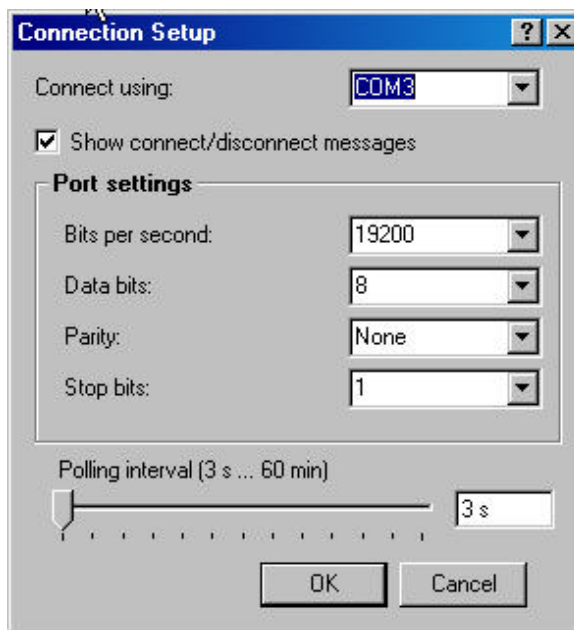 Connection Setup
Connect using: COM3
Show connect/disconnect messages
Port settings
Bits per second: 19200
Data bits: 8
Parity: None
Stop bits: 1
Polling interval (3 s ... 60 min)
3 s
OK Cancel